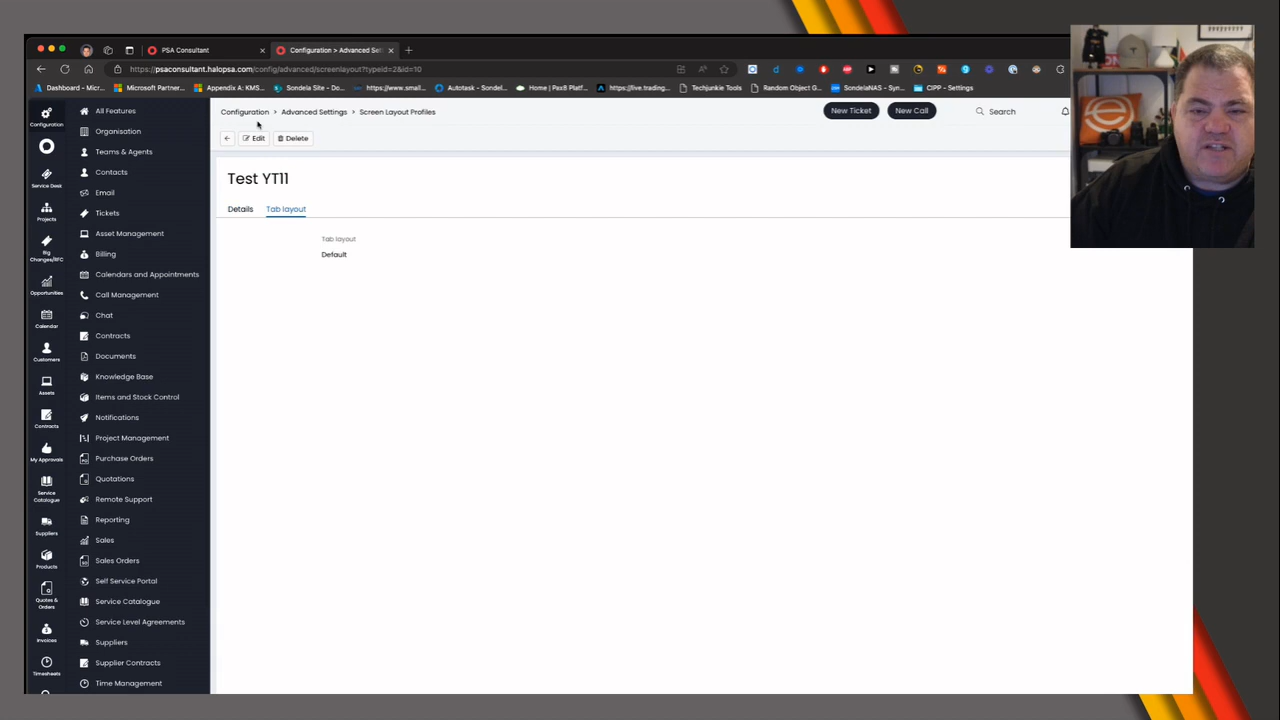 PSA Consultant
Configuration > Advanced Set
https://psaconsultant.halopsa.com/config/advanced/screenlayout?typeid=2&id=10
Dashboard - Micr...
Microsoft Partner...
Appendix A: KMS...
Sondela Site - Do...
https://www.smal...
Autotask - Sondel...
Home | Pax8 Platf...
https://live.trading...
Techjunkie Tools
Random Object G...
SondelaNAS - Syn...
CIPP - Settings
Configuration
Service Desk
Projects
Big Changes/RFC
Opportunities
Calendar
Customers
Assets
Contracts
My Approvals
Service Catalogue
Suppliers
Products
Quotes & Orders
Invoices
Timesheets
All Features
Organisation
Teams & Agents
Contacts
Email
Tickets
Asset Management
Billing
Calendars and Appointments
Call Management
Chat
Contracts
Documents
Knowledge Base
Items and Stock Control
Notifications
Project Management
Purchase Orders
Quotations
Remote Support
Reporting
Sales
Sales Orders
Self Service Portal
Service Catalogue
Service Level Agreements
Suppliers
Supplier Contracts
Time Management
Configuration > Advanced Settings > Screen Layout Profiles
New Ticket
New Call
Search
Edit
Delete
Test YT11
Details
Tab layout
Tab layout
Default